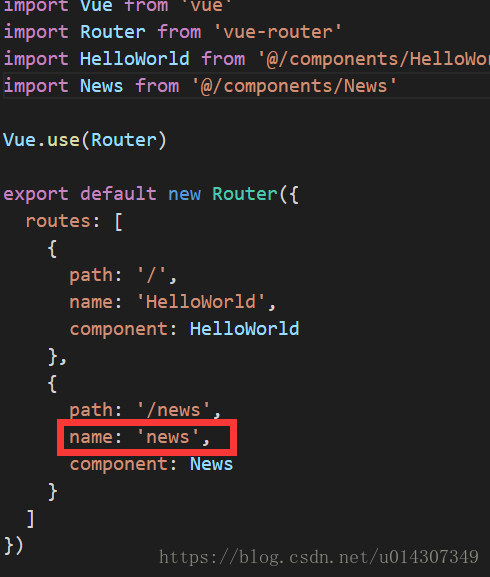 import Vue from 'vue'
import Router from 'vue-router'
import HelloWorld from '@/components/HelloWor
import News from '@/components/News'
Vue.use(Router)
export default new Router({
routes: [
{
path: '/',
name: 'HelloWorld',
component: HelloWorld
},
{
path: '/news',
name: 'news',
component: News
}
]
})
https://blog.csdn.net/u014307349